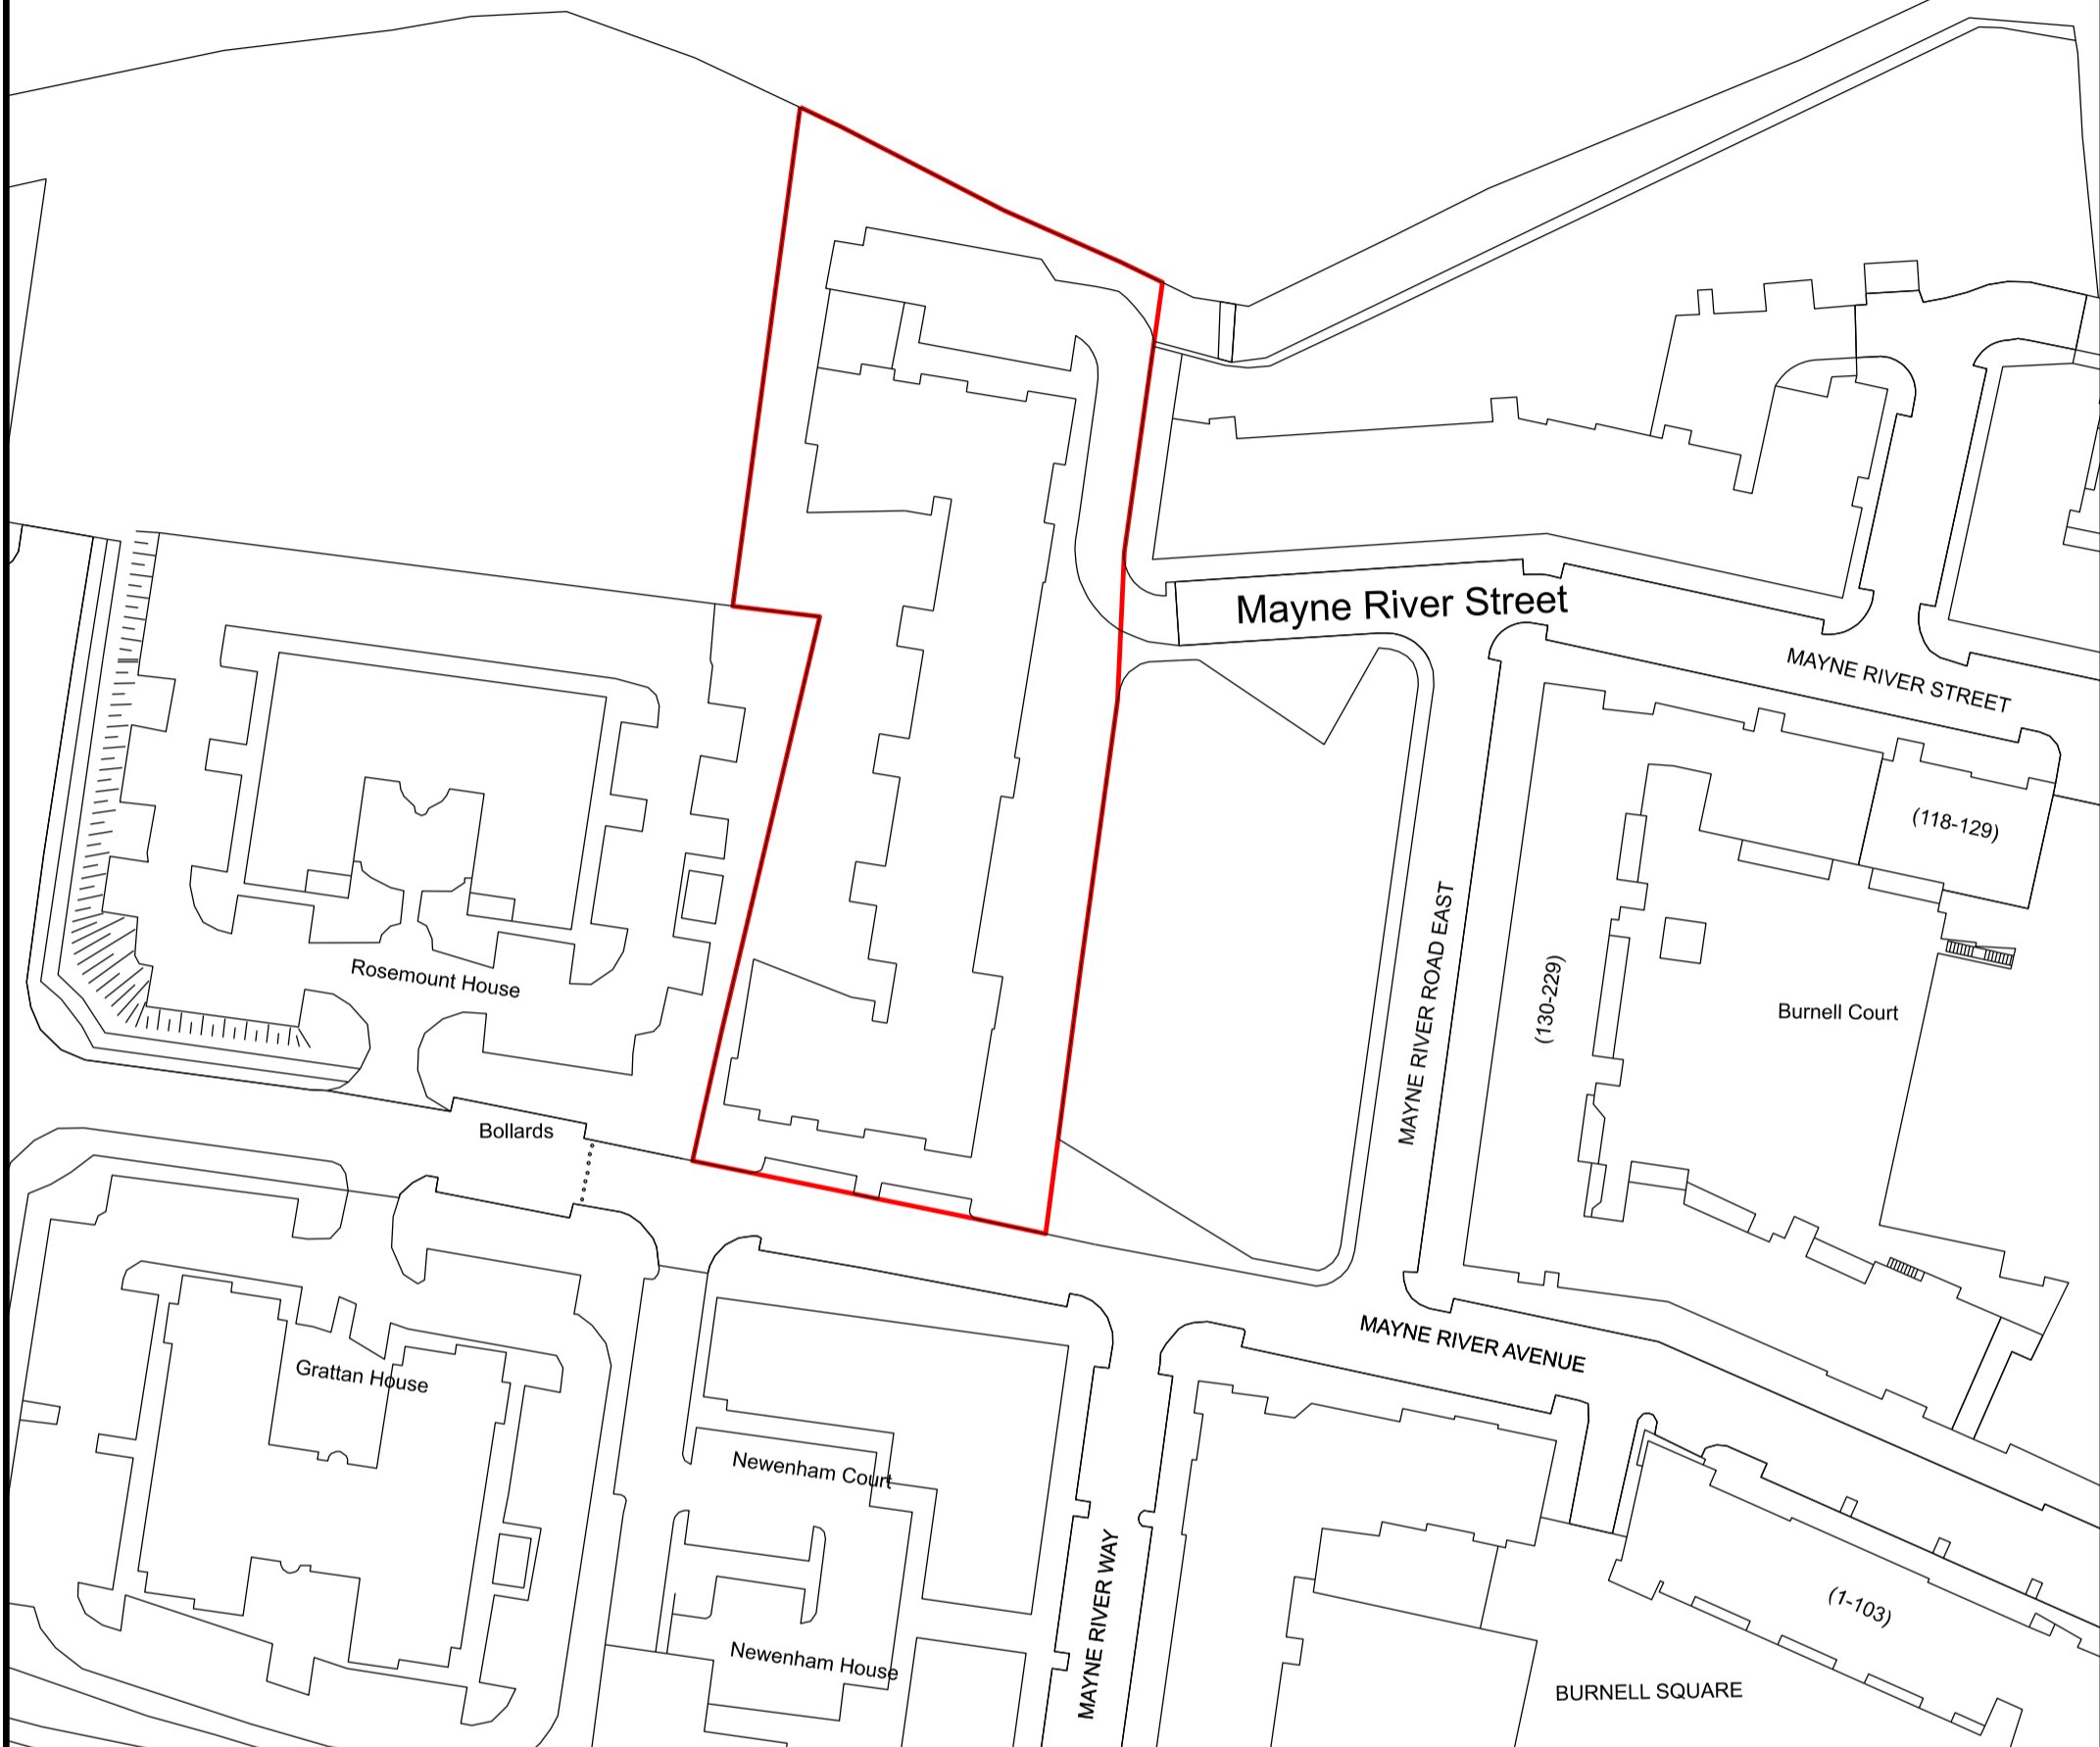 Mayne River Street
MAYNE RIVER STREET
(118-129)
MAYNE RIVER ROAD EAST
(130-229)
Burnell Court
Rosemount House
Bollards
MAYNE RIVER AVENUE
Grattan House
Newenham Court
MAYNE RIVER WAY
(1-103)
Newenham House
BURNELL SQUARE